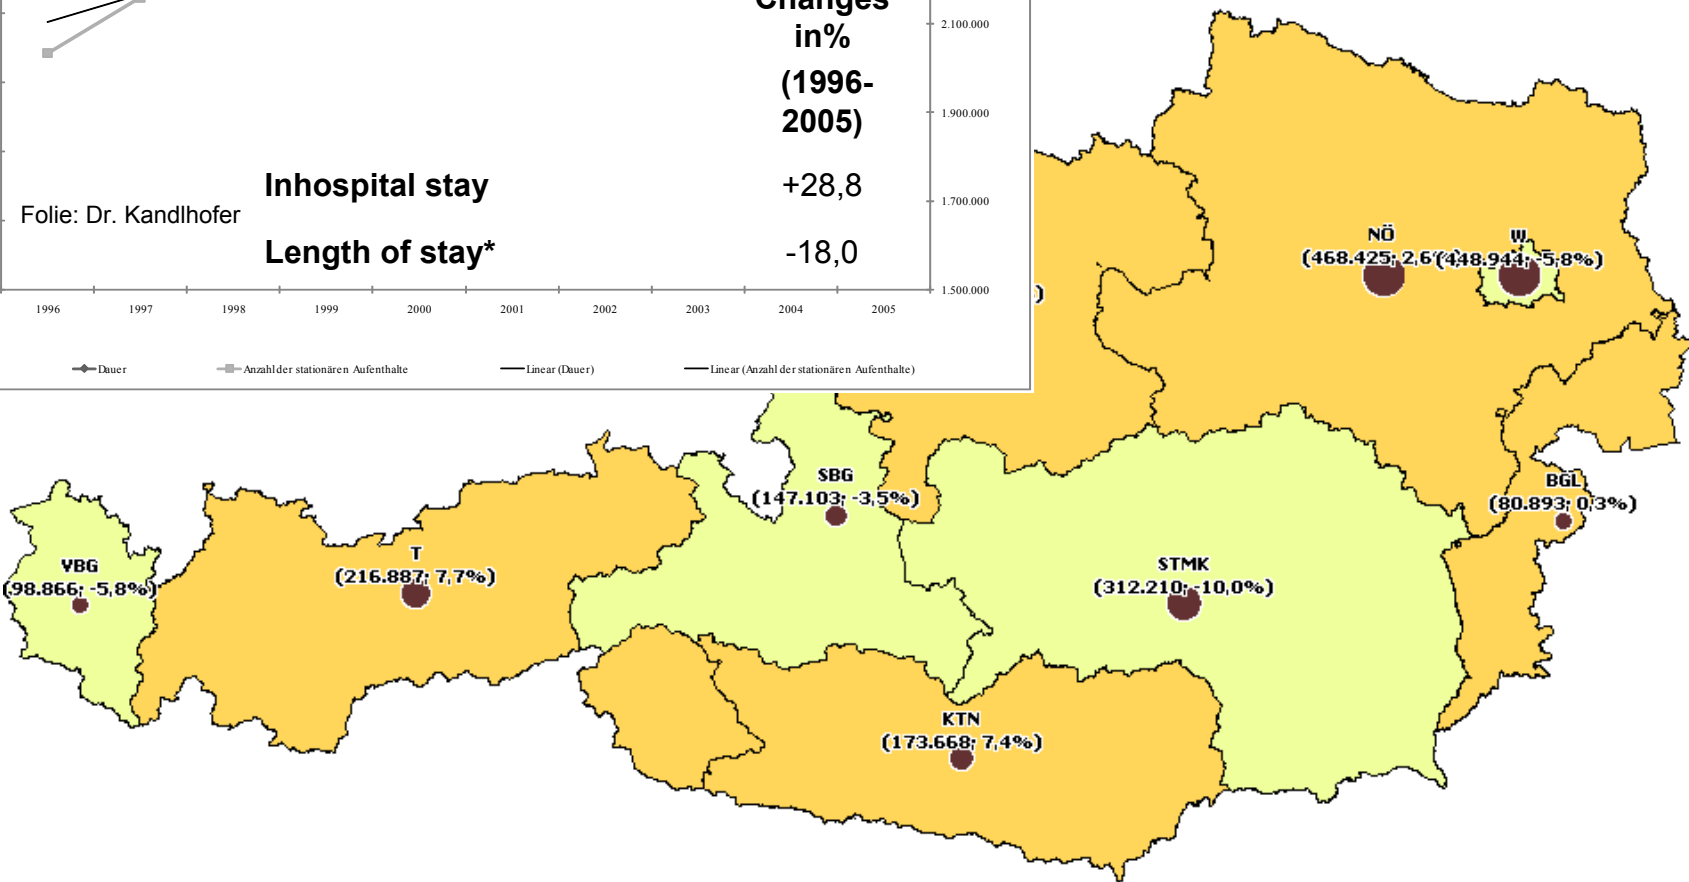 Changes
in%
(1996-
2005)
Inhospital stay +28,8
Folie: Dr. Kandlhofer
Length of stay* -18,0
2.100.000
1.900.000
1.700.000
1.500.000
1996 1997 1998 1999 2000 2001 2002 2003 2004 2005
Dauer Anzahl der stationären Aufenthalte Linear (Dauer) Linear (Anzahl der stationären Aufenthalte)
NÖ
(468.425; 2,6
W
(448.944; -5,8%)
)
SBG
(147.103; -3,5%)
BGL
(80.893; 0,3%)
VBG
(98.866; -5,8%)
T
(216.887; 7,7%)
STMK
(312.210; -10,0%)
KTN
(173.668; 7,4%)